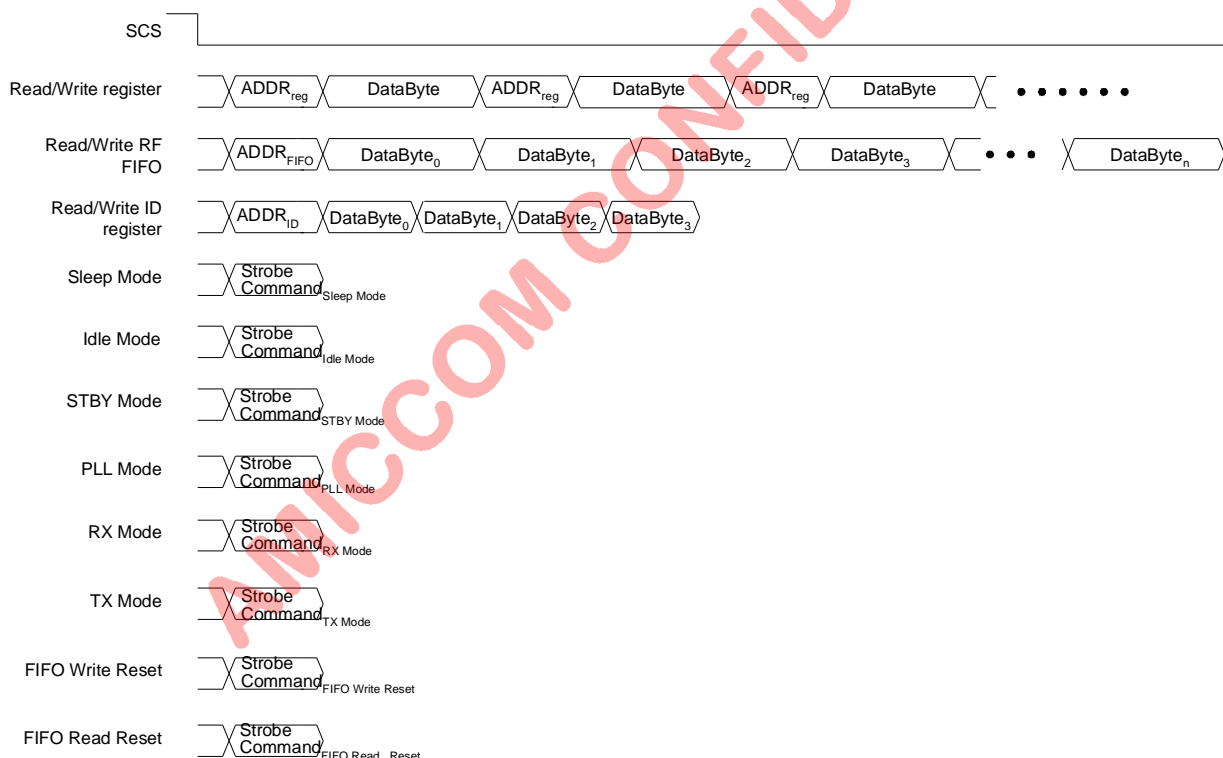 SCS
Read/Write register
ADDRreg DataByte ADDRreg DataByte ADDRreg DataByte
Read/Write RF
FIFO
ADDRFIFO DataByte0 DataByte1 DataByte2 DataByte3 DataByten
Read/Write ID
register
ADDRID DataByte0 DataByte1 DataByte2 DataByte3
Sleep Mode
Strobe
CommandSleep Mode
Idle Mode
Strobe
CommandIdle Mode
STBY Mode
Strobe
CommandSTBY Mode
PLL Mode
Strobe
CommandPLL Mode
RX Mode
Strobe
CommandRX Mode
TX Mode
Strobe
CommandTX Mode
FIFO Write Reset
Strobe
CommandFIFO Write Reset
FIFO Read Reset
Strobe
CommandFIFO Read Reset
AMICCOM